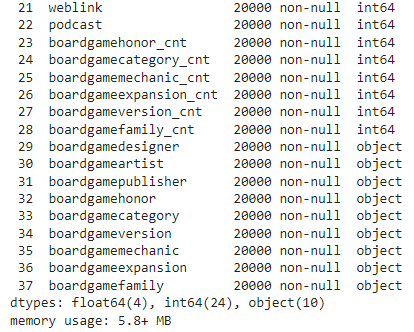 21 weblink 20000 non-null int64
22 podcast 20000 non-null int64
23 boardgamehonor_cnt 20000 non-null int64
24 boardgamecategory_cnt 20000 non-null int64
25 boardgamemechanic_cnt 20000 non-null int64
26 boardgameexpansion_cnt 20000 non-null int64
27 boardgameversion_cnt 20000 non-null int64
28 boardgamefamily_cnt 20000 non-null int64
29 boardgamedesigner 20000 non-null object
30 boardgameartist 20000 non-null object
31 boardgamepublisher 20000 non-null object
32 boardgamehonor 20000 non-null object
33 boardgamecategory 20000 non-null object
34 boardgameversion 20000 non-null object
35 boardgamemechanic 20000 non-null object
36 boardgameexpansion 20000 non-null object
37 boardgamefamily 20000 non-null object
dtypes: float64(4), int64(24), object(10)
memory usage: 5.8+ MB